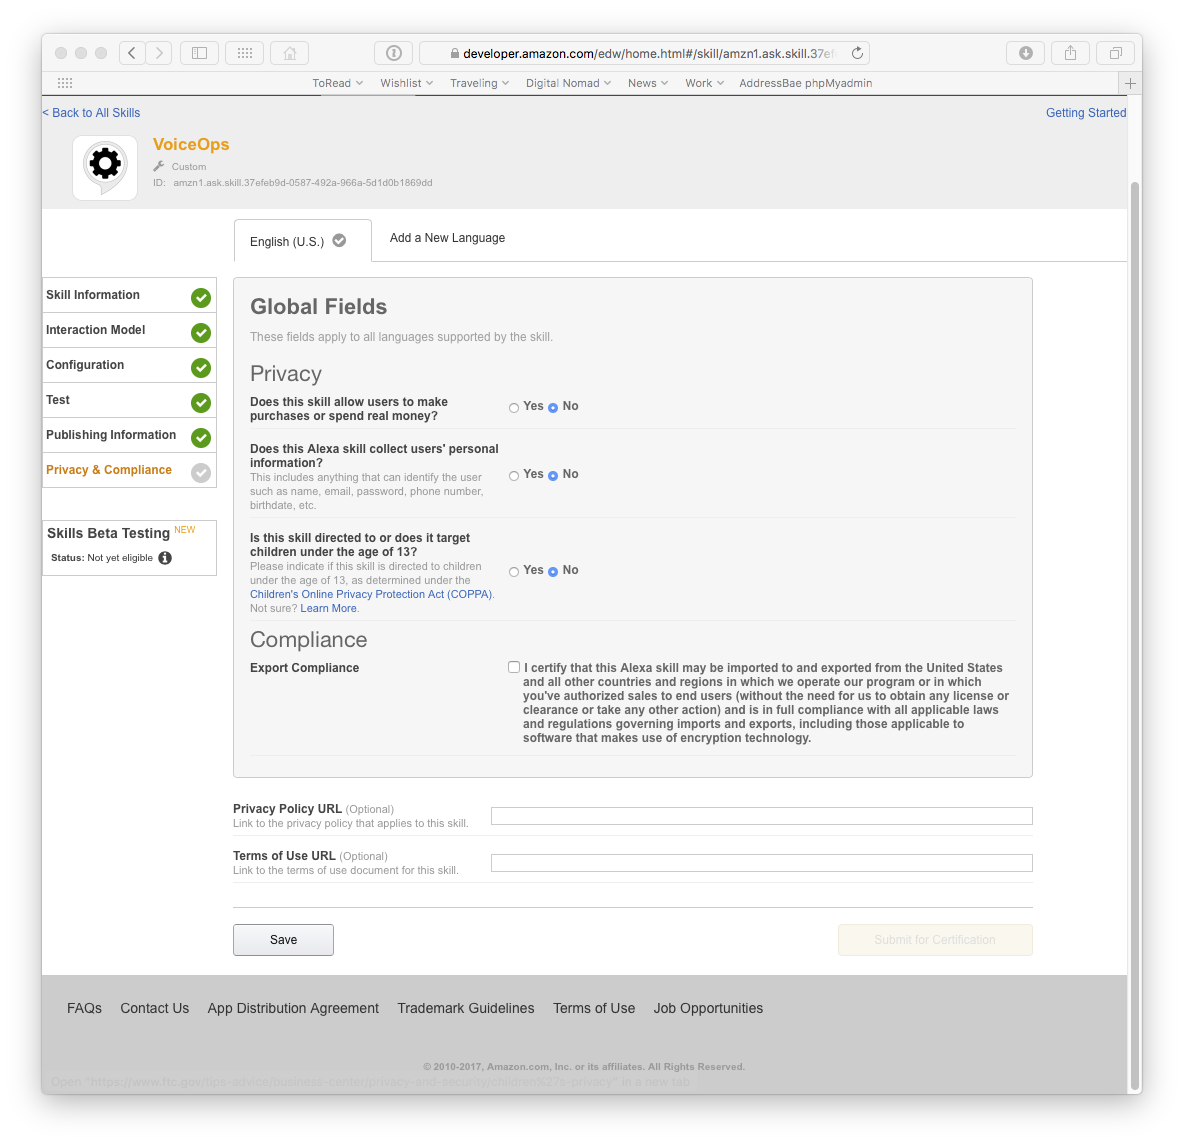 developer.amazon.com/edw/home.html#/skill/amzn1.ask.skill.37ef
ToRead Wishlist Traveling Digital Nomad News Work AddressBae phpMyadmin
< Back to All Skills Getting Started
VoiceOps
Custom
ID: amzn1.ask.skill.37efeb9d-0587-492a-966a-5d1d0b1869dd
English (U.S.) Add a New Language
Skill Information
Interaction Model
Configuration
Test
Publishing Information
Privacy & Compliance
Skills Beta Testing NEW
Status: Not yet eligible
Global Fields
These fields apply to all languages supported by the skill.
Privacy
Does this skill allow users to make
purchases or spend real money?
Yes No
Does this Alexa skill collect users' personal
information?
This includes anything that can identify the user
such as name, email, password, phone number,
birthdate, etc.
Yes No
Is this skill directed to or does it target
children under the age of 13?
Please indicate if this skill is directed to children
under the age of 13, as determined under the
Children's Online Privacy Protection Act (COPPA).
Not sure? Learn More.
Yes No
Compliance
Export Compliance
I certify that this Alexa skill may be imported to and exported from the United States
and all other countries and regions in which we operate our program or in which
you've authorized sales to end users (without the need for us to obtain any license or
clearance or take any other action) and is in full compliance with all applicable laws
and regulations governing imports and exports, including those applicable to
software that makes use of encryption technology.
Privacy Policy URL (Optional)
Link to the privacy policy that applies to this skill.
Terms of Use URL (Optional)
Link to the terms of use document for this skill.
Save Submit for Certification
FAQs Contact Us App Distribution Agreement Trademark Guidelines Terms of Use Job Opportunities
© 2010-2017, Amazon.com, Inc. or its affiliates. All Rights Reserved.
Open "https://www.ftc.gov/tips-advice/business-center/privacy-and-security/children%27s-privacy" in a new tab